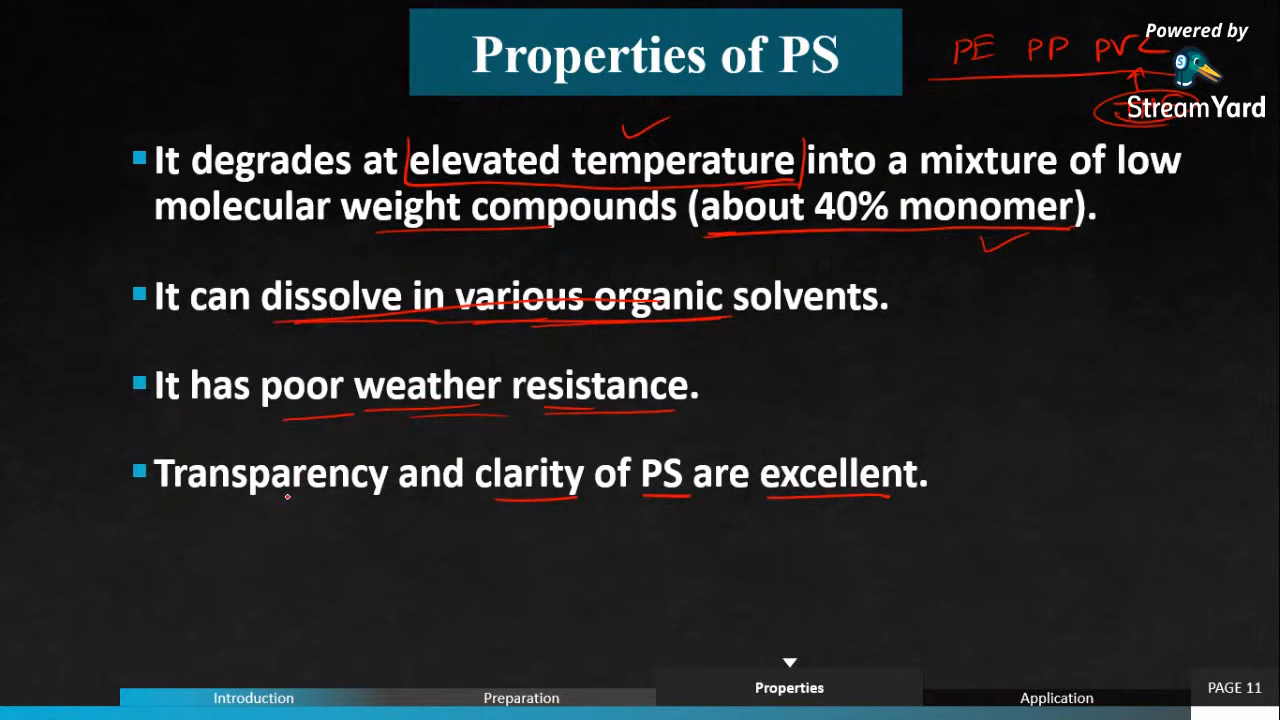 Properties of PS
PE PP PVC
Powered by
S
StreamYard
▪ It degrades at elevated temperature into a mixture of low
molecular weight compounds (about 40% monomer).
▪ It can dissolve in various organic solvents.
▪ It has poor weather resistance.
▪ Transparency and clarity of PS are excellent.
Introduction
Preparation
Properties
Application
PAGE 11